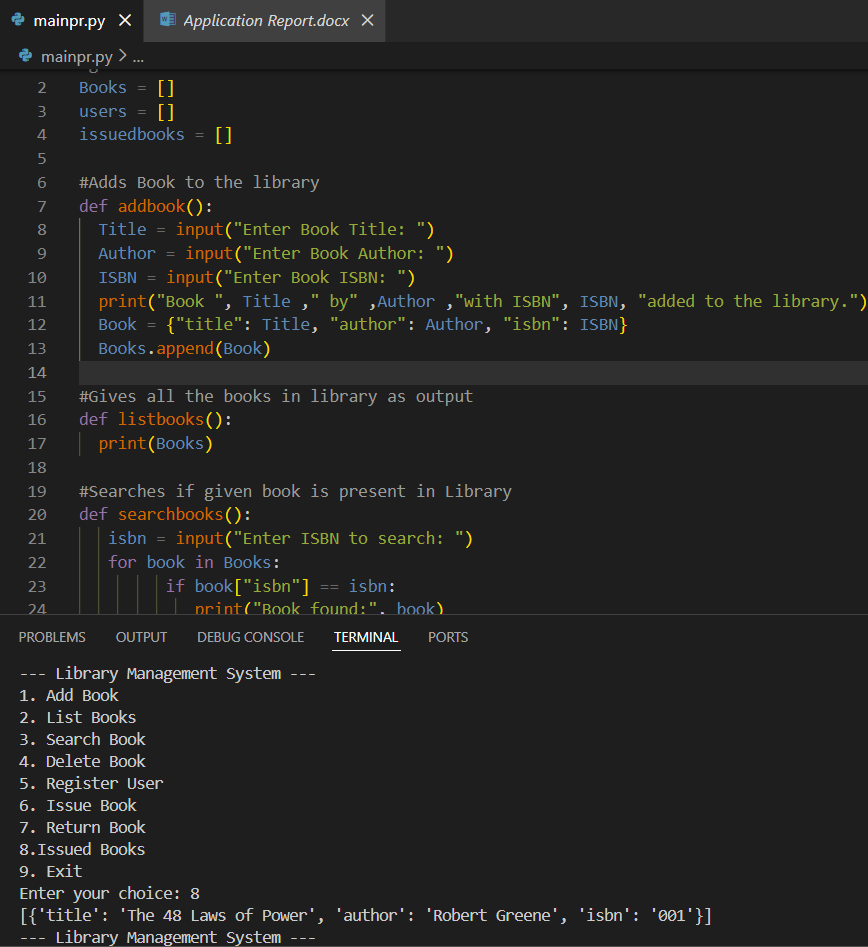 mainpr.py
Application Report.docx
mainpr.py > ...
2 Books = []
3 users = []
4 issuedbooks = []
5
6 #Adds Book to the library
7 def addbook():
8 Title = input("Enter Book Title: ")
9 Author = input("Enter Book Author: ")
10 ISBN = input("Enter Book ISBN: ")
11 print("Book ", Title ," by" ,Author ,"with ISBN", ISBN, "added to the library.")
12 Book = {"title": Title, "author": Author, "isbn": ISBN}
13 Books.append(Book)
14
15 #Gives all the books in library as output
16 def listbooks():
17 print(Books)
18
19 #Searches if given book is present in Library
20 def searchbooks():
21 isbn = input("Enter ISBN to search: ")
22 for book in Books:
23 if book["isbn"] == isbn:
24 print("Book found:", book)
PROBLEMS OUTPUT DEBUG CONSOLE TERMINAL PORTS
--- Library Management System ---
1. Add Book
2. List Books
3. Search Book
4. Delete Book
5. Register User
6. Issue Book
7. Return Book
8.Issued Books
9. Exit
Enter your choice: 8
[{'title': 'The 48 Laws of Power', 'author': 'Robert Greene', 'isbn': '001'}]
--- Library Management System ---